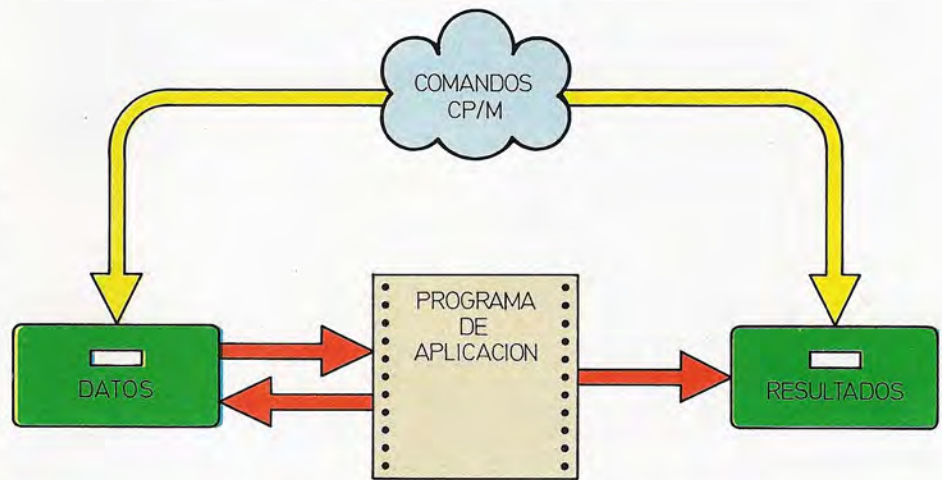 COMANDOS
CP/M
PROGRAMA
DE
APLICACION
DATOS
RESULTADOS